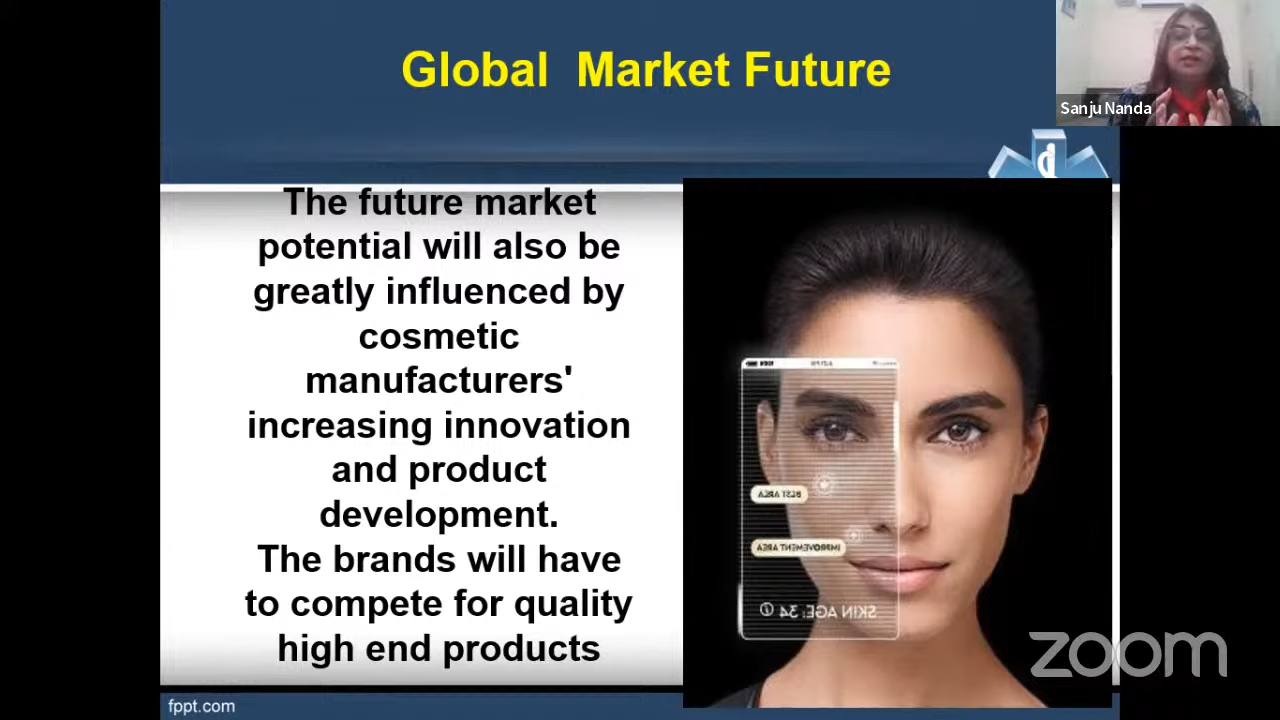 Global Market Future
Sanju Nanda
The future market
potential will also be
greatly influenced by
cosmetic
manufacturers'
increasing innovation
and product
development.
The brands will have
to compete for quality
high end products
BEST AREA
IMPROVEMENT AREA
SKIN AGE: 34
zoom
fppt.com